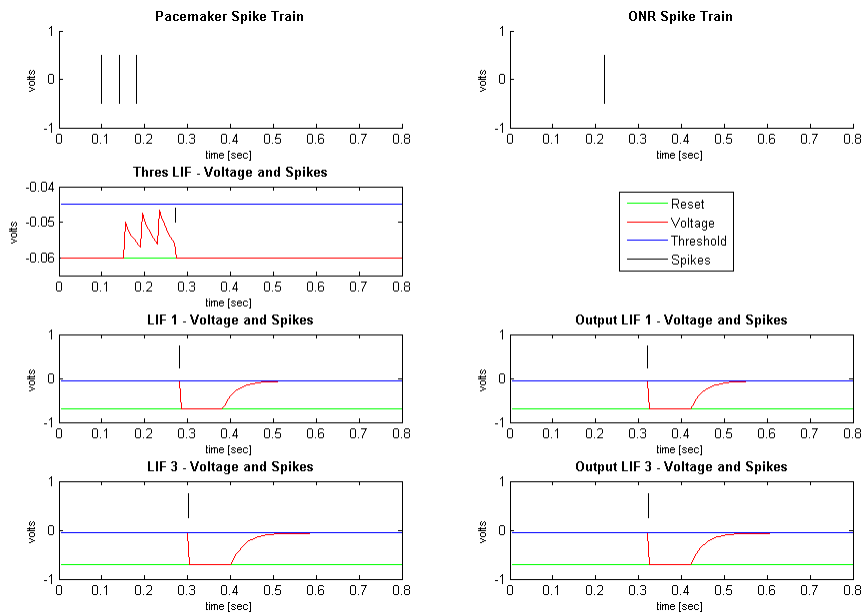 Pacemaker Spike Train
1
0
-1
volts
0 0.1 0.2 0.3 0.4 0.5 0.6 0.7 0.8
time [sec]
ONR Spike Train
1
0
-1
volts
0 0.1 0.2 0.3 0.4 0.5 0.6 0.7 0.8
time [sec]
Thres LIF - Voltage and Spikes
-0.04
-0.05
-0.06
volts
0 0.1 0.2 0.3 0.4 0.5 0.6 0.7 0.8
time [sec]
Reset
Voltage
Threshold
Spikes
LIF 1 - Voltage and Spikes
1
0
-1
volts
0 0.1 0.2 0.3 0.4 0.5 0.6 0.7 0.8
time [sec]
Output LIF 1 - Voltage and Spikes
1
0
-1
volts
0 0.1 0.2 0.3 0.4 0.5 0.6 0.7 0.8
time [sec]
LIF 3 - Voltage and Spikes
1
0
-1
volts
0 0.1 0.2 0.3 0.4 0.5 0.6 0.7 0.8
time [sec]
Output LIF 3 - Voltage and Spikes
1
0
-1
volts
0 0.1 0.2 0.3 0.4 0.5 0.6 0.7 0.8
time [sec]